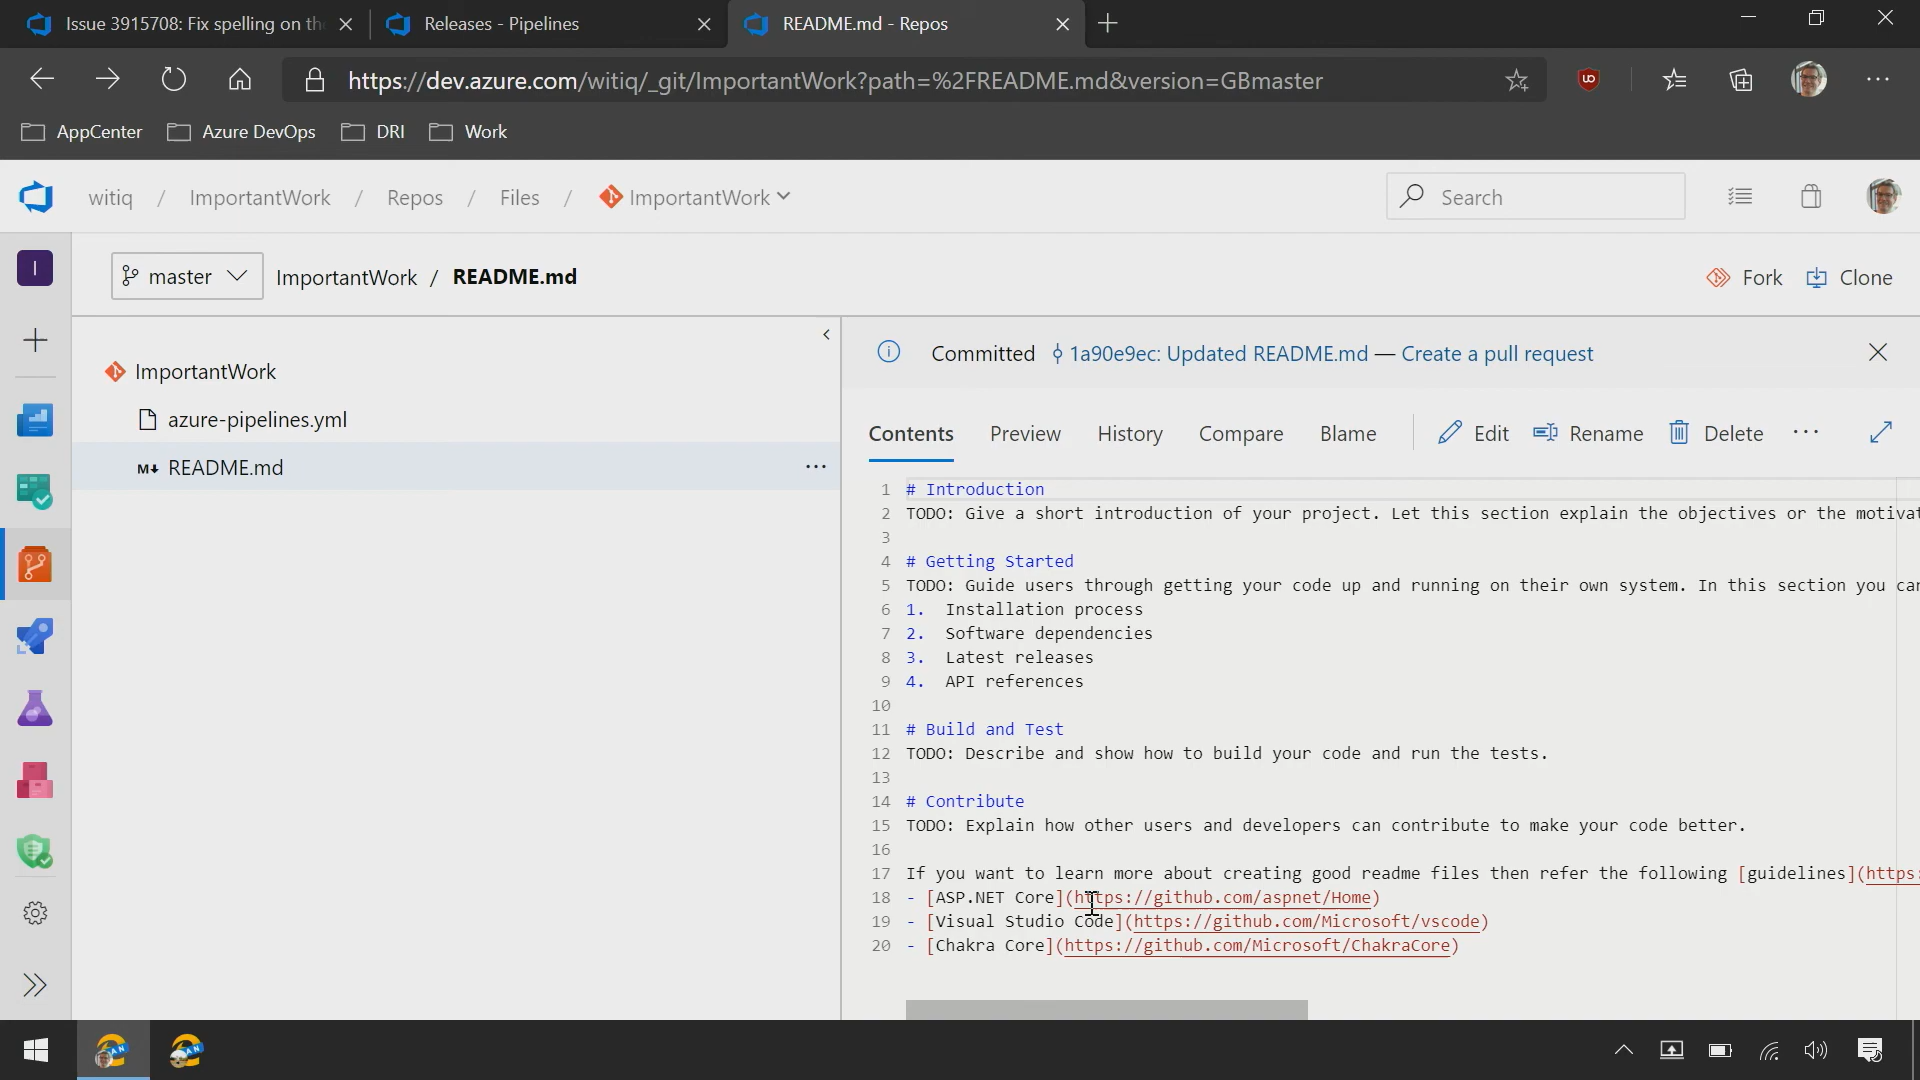 Issue 3915708: Fix spelling on th
Releases - Pipelines
README.md - Repos
https://dev.azure.com/witiq/_git/ImportantWork?path=%2FREADME.md&version=GBmaster
AppCenter
Azure DevOps
DRI
Work
witiq / ImportantWork / Repos / Files / ImportantWork
Search
I
master
ImportantWork / README.md
Fork
Clone
ImportantWork
azure-pipelines.yml
M↓ README.md
Committed 1a90e9ec: Updated README.md — Create a pull request
Contents
Preview
History
Compare
Blame
Edit
Rename
Delete
1 # Introduction
2 TODO: Give a short introduction of your project. Let this section explain the objectives or the motivat
3
4 # Getting Started
5 TODO: Guide users through getting your code up and running on their own system. In this section you can
6 1. Installation process
7 2. Software dependencies
8 3. Latest releases
9 4. API references
10
11 # Build and Test
12 TODO: Describe and show how to build your code and run the tests.
13
14 # Contribute
15 TODO: Explain how other users and developers can contribute to make your code better.
16
17 If you want to learn more about creating good readme files then refer the following [guidelines](https:
18 - [ASP.NET Core](https://github.com/aspnet/Home)
19 - [Visual Studio Code](https://github.com/Microsoft/vscode)
20 - [Chakra Core](https://github.com/Microsoft/ChakraCore)